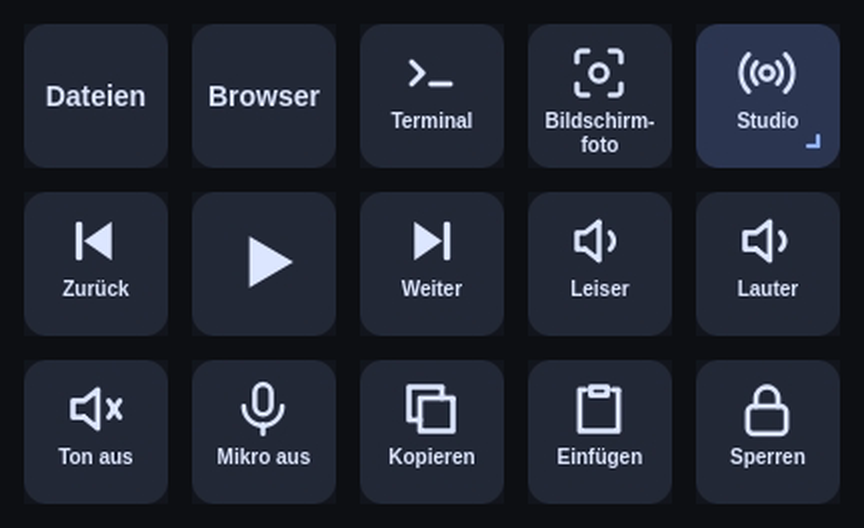 Dateien
Browser
Terminal
Bildschirm-
foto
Studio
Zurück
Weiter
Leiser
Lauter
Ton aus
Mikro aus
Kopieren
Einfügen
Sperren